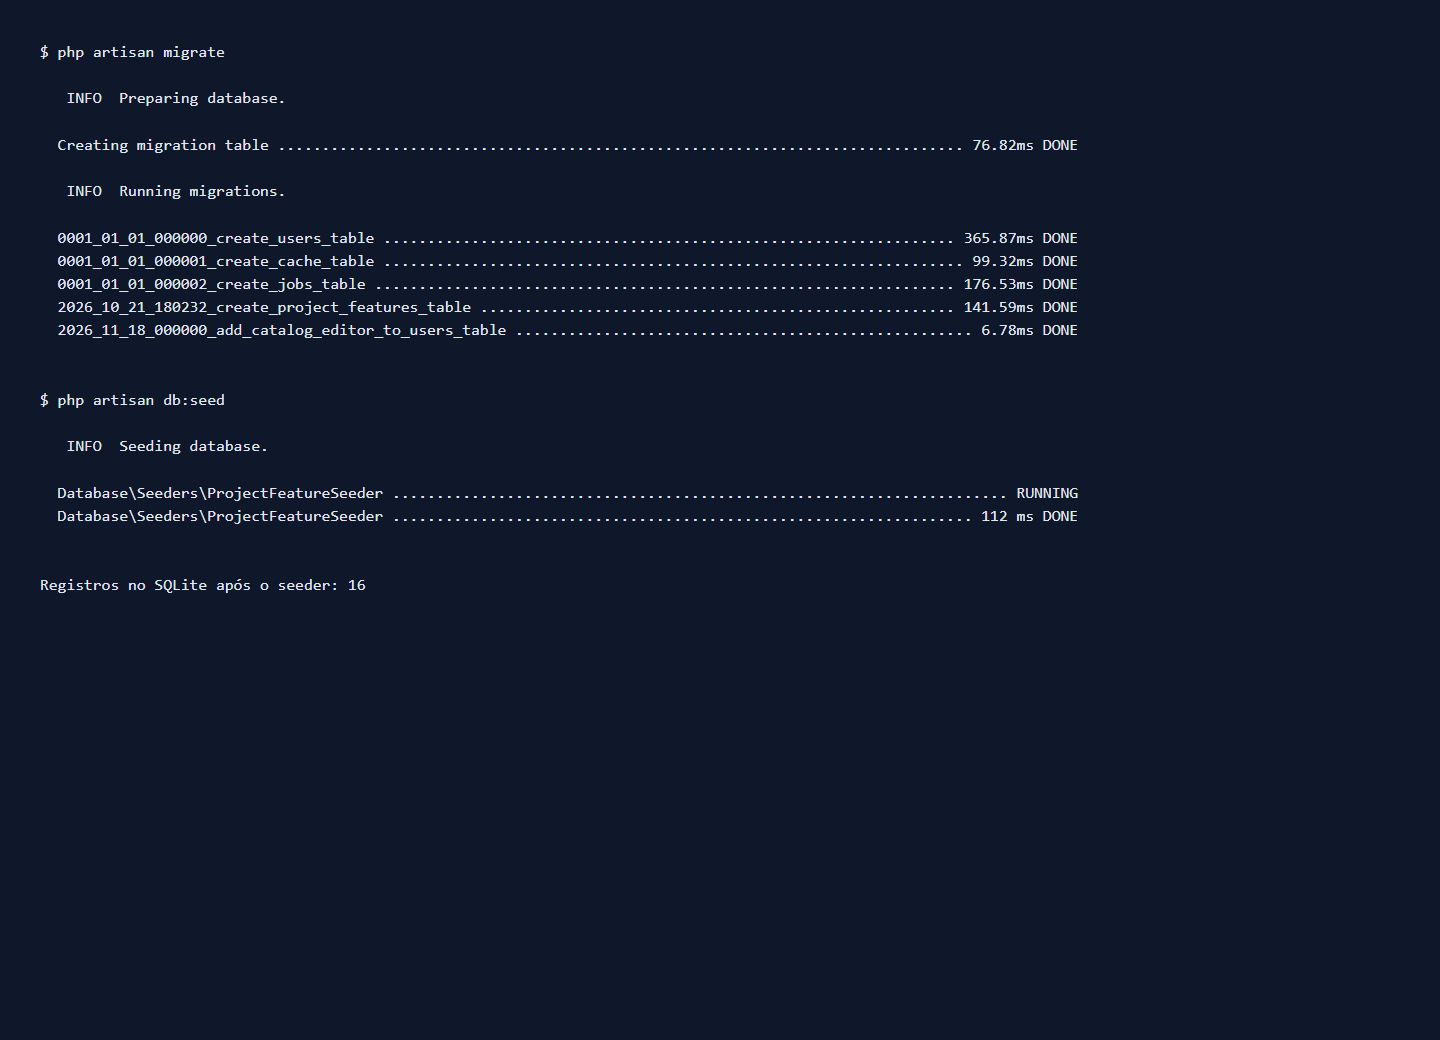 $ php artisan migrate
INFO  Preparing database.
Creating migration table .............................................................................. 76.82ms DONE
INFO  Running migrations.
0001_01_01_000000_create_users_table ................................................................. 365.87ms DONE
0001_01_01_000001_create_cache_table .................................................................. 99.32ms DONE
0001_01_01_000002_create_jobs_table .................................................................. 176.53ms DONE
2026_10_21_180232_create_project_features_table ...................................................... 141.59ms DONE
2026_11_18_000000_add_catalog_editor_to_users_table .................................................... 6.78ms DONE
$ php artisan db:seed
INFO  Seeding database.
Database\Seeders\ProjectFeatureSeeder ...................................................................... RUNNING
Database\Seeders\ProjectFeatureSeeder .................................................................. 112 ms DONE
Registros no SQLite após o seeder: 16